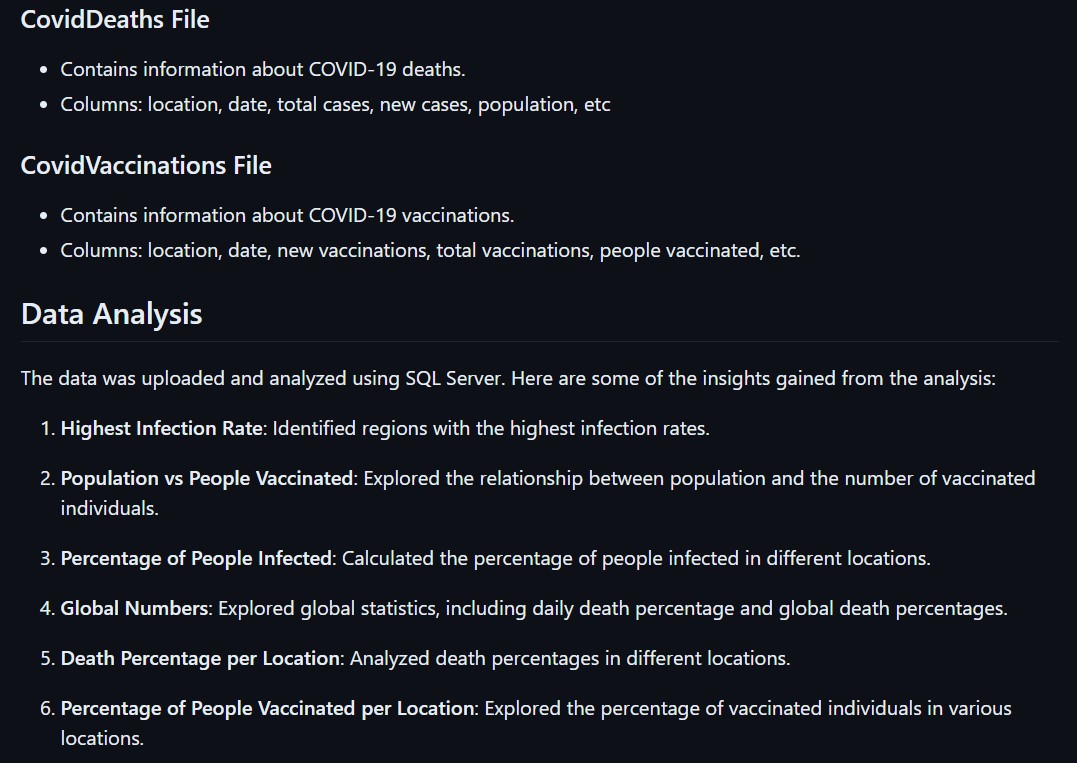 CovidDeaths File
• Contains information about COVID-19 deaths.
• Columns: location, date, total cases, new cases, population, etc
CovidVaccinations File
• Contains information about COVID-19 vaccinations.
• Columns: location, date, new vaccinations, total vaccinations, people vaccinated, etc.
Data Analysis
The data was uploaded and analyzed using SQL Server. Here are some of the insights gained from the analysis:
1. Highest Infection Rate: Identified regions with the highest infection rates.
2. Population vs People Vaccinated: Explored the relationship between population and the number of vaccinated
individuals.
3. Percentage of People Infected: Calculated the percentage of people infected in different locations.
4. Global Numbers: Explored global statistics, including daily death percentage and global death percentages.
5. Death Percentage per Location: Analyzed death percentages in different locations.
6. Percentage of People Vaccinated per Location: Explored the percentage of vaccinated individuals in various
locations.